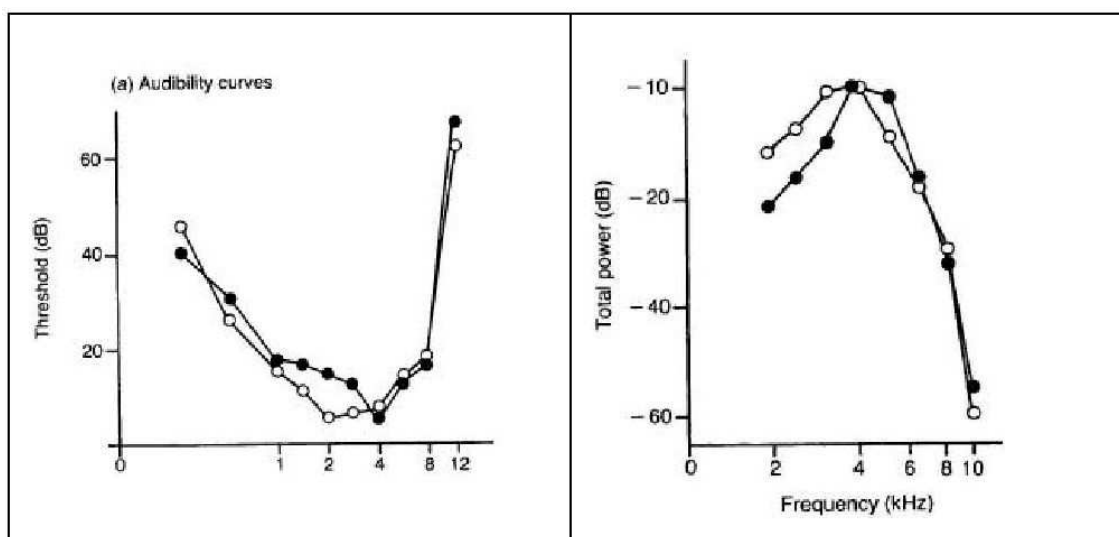 (a) Audibility curves
Threshold (dB)
60
40
20
0 1 2 4 8 12
Total power (dB)
−10
−20
−40
−60
0 2 4 6 8 10
Frequency (kHz)